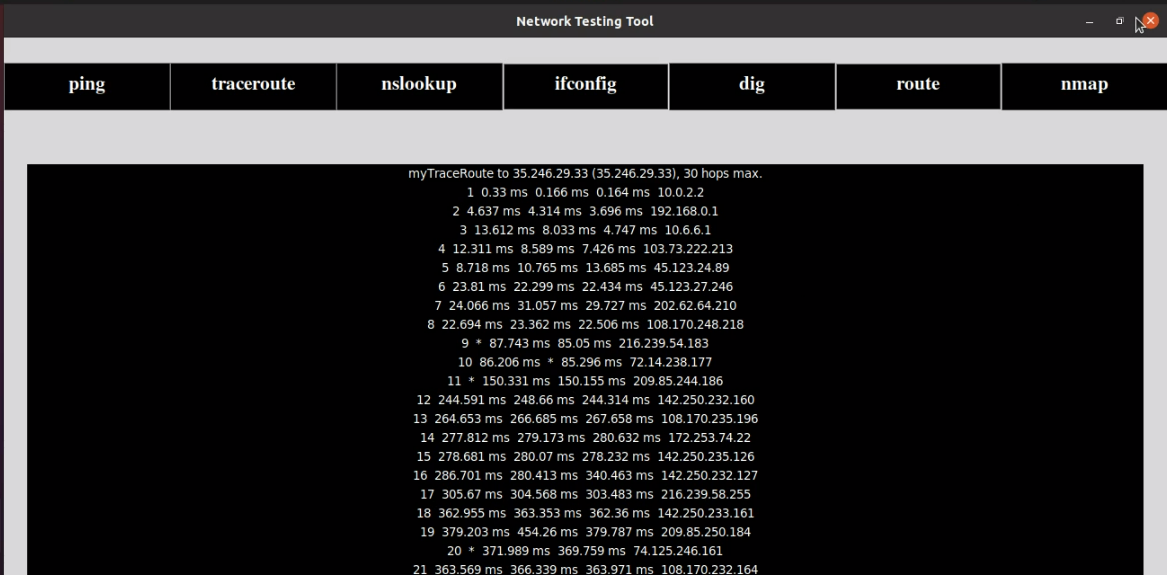 Network Testing Tool
ping traceroute nslookup ifconfig dig route nmap
myTraceRoute to 35.246.29.33 (35.246.29.33), 30 hops max.
1 0.33 ms 0.166 ms 0.164 ms 10.0.2.2
2 4.637 ms 4.314 ms 3.696 ms 192.168.0.1
3 13.612 ms 8.033 ms 4.747 ms 10.6.6.1
4 12.311 ms 8.589 ms 7.426 ms 103.73.222.213
5 8.718 ms 10.765 ms 13.685 ms 45.123.24.89
6 23.81 ms 22.299 ms 22.434 ms 45.123.27.246
7 24.066 ms 31.057 ms 29.727 ms 202.62.64.210
8 22.694 ms 23.362 ms 22.506 ms 108.170.248.218
9 * 87.743 ms 85.05 ms 216.239.54.183
10 86.206 ms * 85.296 ms 72.14.238.177
11 * 150.331 ms 150.155 ms 209.85.244.186
12 244.591 ms 248.66 ms 244.314 ms 142.250.232.160
13 264.653 ms 266.685 ms 267.658 ms 108.170.235.196
14 277.812 ms 279.173 ms 280.632 ms 172.253.74.22
15 278.681 ms 280.07 ms 278.232 ms 142.250.235.126
16 286.701 ms 280.413 ms 340.463 ms 142.250.232.127
17 305.67 ms 304.568 ms 303.483 ms 216.239.58.255
18 362.955 ms 363.353 ms 362.36 ms 142.250.233.161
19 379.203 ms 454.26 ms 379.787 ms 209.85.250.184
20 * 371.989 ms 369.759 ms 74.125.246.161
21 363.569 ms 366.339 ms 363.971 ms 108.170.232.164